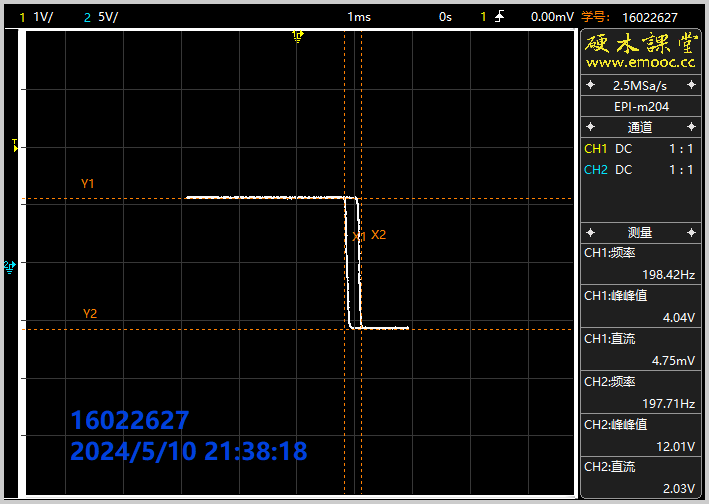 1 1V/ 2 5V/ 1ms 0s 1 0.00mV 学号: 16022627
硬木課堂
www.emooc.cc
2.5MSa/s
EPI-m204
通道
CH1 DC 1 : 1
CH2 DC 1 : 1
测量
CH1:频率
198.42Hz
CH1:峰峰值
4.04V
CH1:直流
4.75mV
CH2:频率
197.71Hz
CH2:峰峰值
12.01V
CH2:直流
2.03V
T
Y1
X1 X2
2
Y2
16022627
2024/5/10 21:38:18